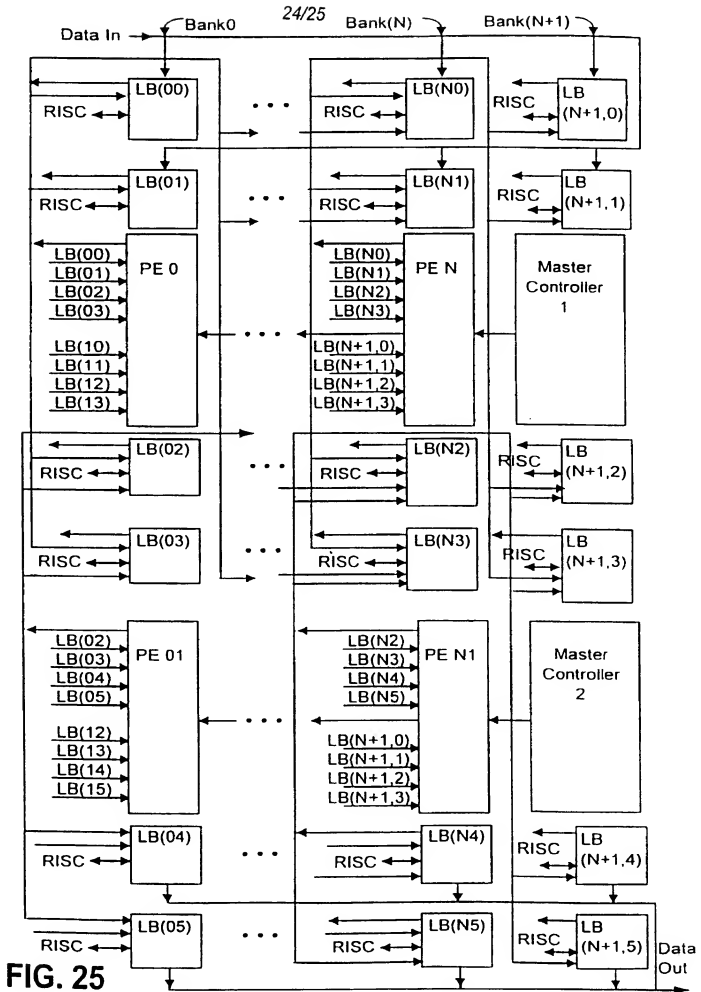 24/25
Data In Bank0 Bank(N) Bank(N+1)
LB(00) LB(N0) LB
(N+1,0)
RISC RISC RISC
LB(01) LB(N1) LB
(N+1,1)
RISC RISC RISC
PE 0 PE N Master
Controller
1
LB(00) LB(N0)
LB(01) LB(N1)
LB(02) LB(N2)
LB(03) LB(N3)
LB(10) LB(N+1,0)
LB(11) LB(N+1,1)
LB(12) LB(N+1,2)
LB(13) LB(N+1,3)
LB(02) LB(N2) LB
(N+1,2)
RISC RISC RISC
LB(03) LB(N3) LB
(N+1,3)
RISC RISC RISC
PE 01 PE N1 Master
Controller
2
LB(02) LB(N2)
LB(03) LB(N3)
LB(04) LB(N4)
LB(05) LB(N5)
LB(12) LB(N+1,0)
LB(13) LB(N+1,1)
LB(14) LB(N+1,2)
LB(15) LB(N+1,3)
LB(04) LB(N4) LB
(N+1,4)
RISC RISC RISC
LB(05) LB(N5) LB
(N+1,5)
RISC RISC RISC
Data
Out
FIG. 25